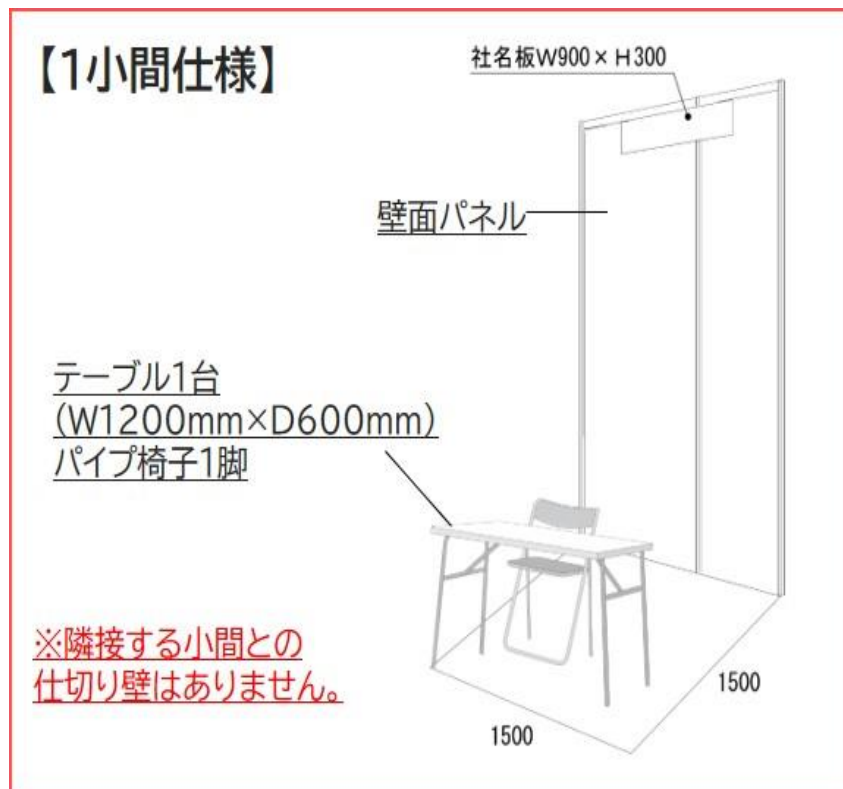 【1小間仕様】
社名板W900×H300
壁面パネル
テーブル1台
(W1200mm×D600mm)
パイプ椅子1脚
※隣接する小間との
仕切り壁はありません。
1500
1500